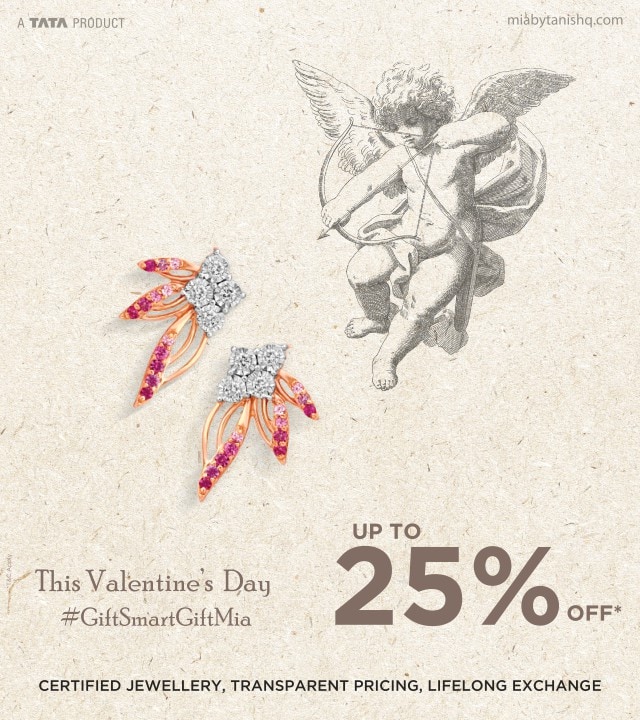 A TATA PRODUCT
miabytanishq.com
UP TO
25% OFF*
This Valentine's Day
#GiftSmartGiftMia
CERTIFIED JEWELLERY, TRANSPARENT PRICING, LIFELONG EXCHANGE